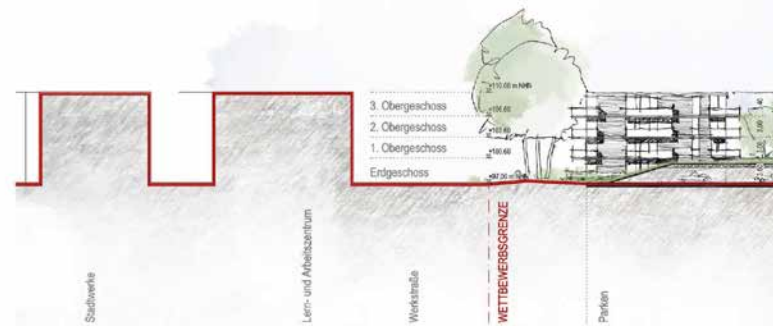 +110.00 m NHN
3. Obergeschoss
+106.60
2. Obergeschoss
+103.60
1. Obergeschoss
+100.60
Erdgeschoss
+97.00 m NHN
Stadtwerke
Lern- und Arbeitszentrum
Werkstraße
WETTBEWERBSGRENZE
Parken